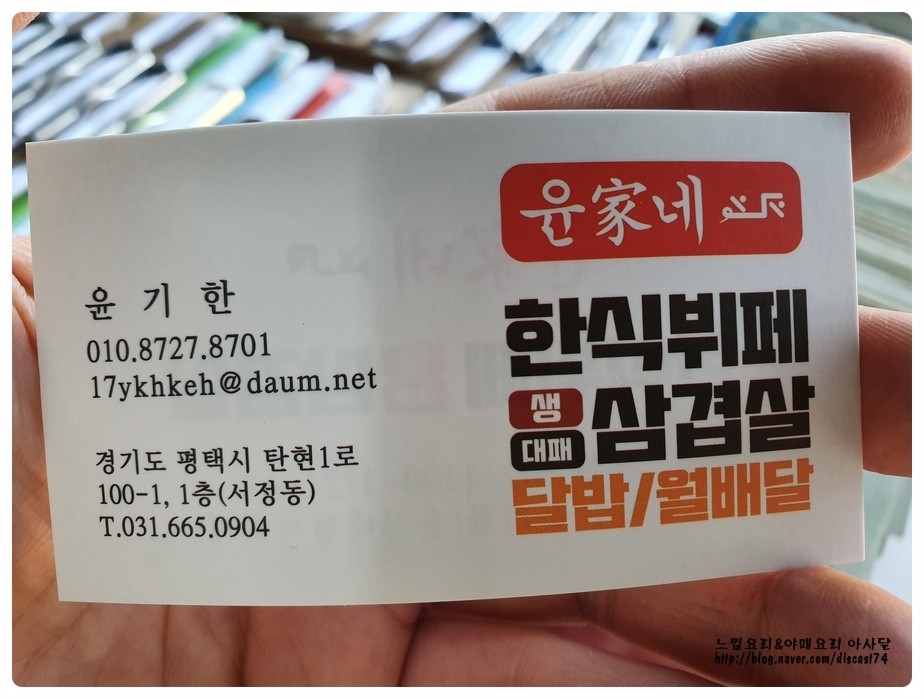 윤家네
한식뷔페
생
대패
삼겹살
달밥/월배달
윤 기 한
010.8727.8701
17ykhkeh@daum.net
경기도 평택시 탄현1로
100-1, 1층(서정동)
T.031.665.0904
느낌요리&야매요리 아사달
http://blog.naver.com/discast74